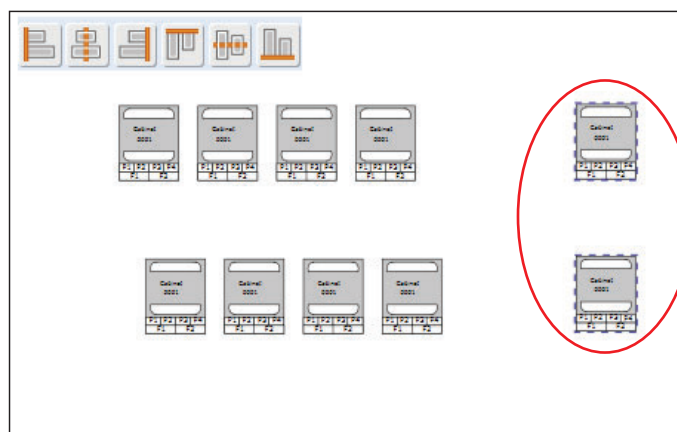 Cabinet Cabinet Cabinet Cabinet Cabinet
0001 0001 0001 0001 0001
P1 P2 P3 P4 P1 P2 P3 P4 P1 P2 P3 P4 P1 P2 P3 P4 P1 P2 P3 P4
F1 F2 F1 F2 F1 F2 F1 F2 F1 F2
Cabinet Cabinet Cabinet Cabinet Cabinet
0001 0001 0001 0001 0001
P1 P2 P3 P4 P1 P2 P3 P4 P1 P2 P3 P4 P1 P2 P3 P4 P1 P2 P3 P4
F1 F2 F1 F2 F1 F2 F1 F2 F1 F2